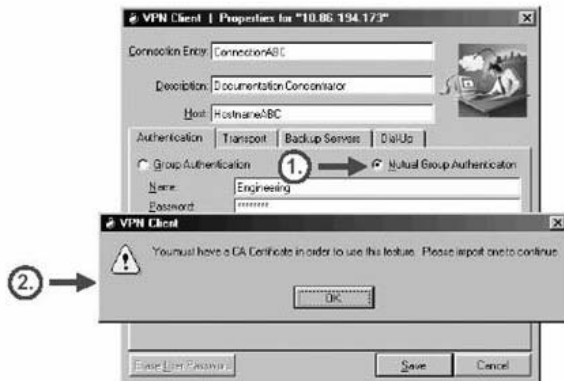 VPN Client | Properties for "10.86.194.173"
Connection Entry: ConnectionABC
Description: Documentation Concentrator
Host: HostnameABC
Authentication Transport Backup Servers Dial-Up
Group Authentication 1. Mutual Group Authentication
Name: Engineering
Password: ********
VPN Client
You must have a CA Certificate in order to use this feature. Please import one to continue
2.
OK
Erase User Password Save Cancel